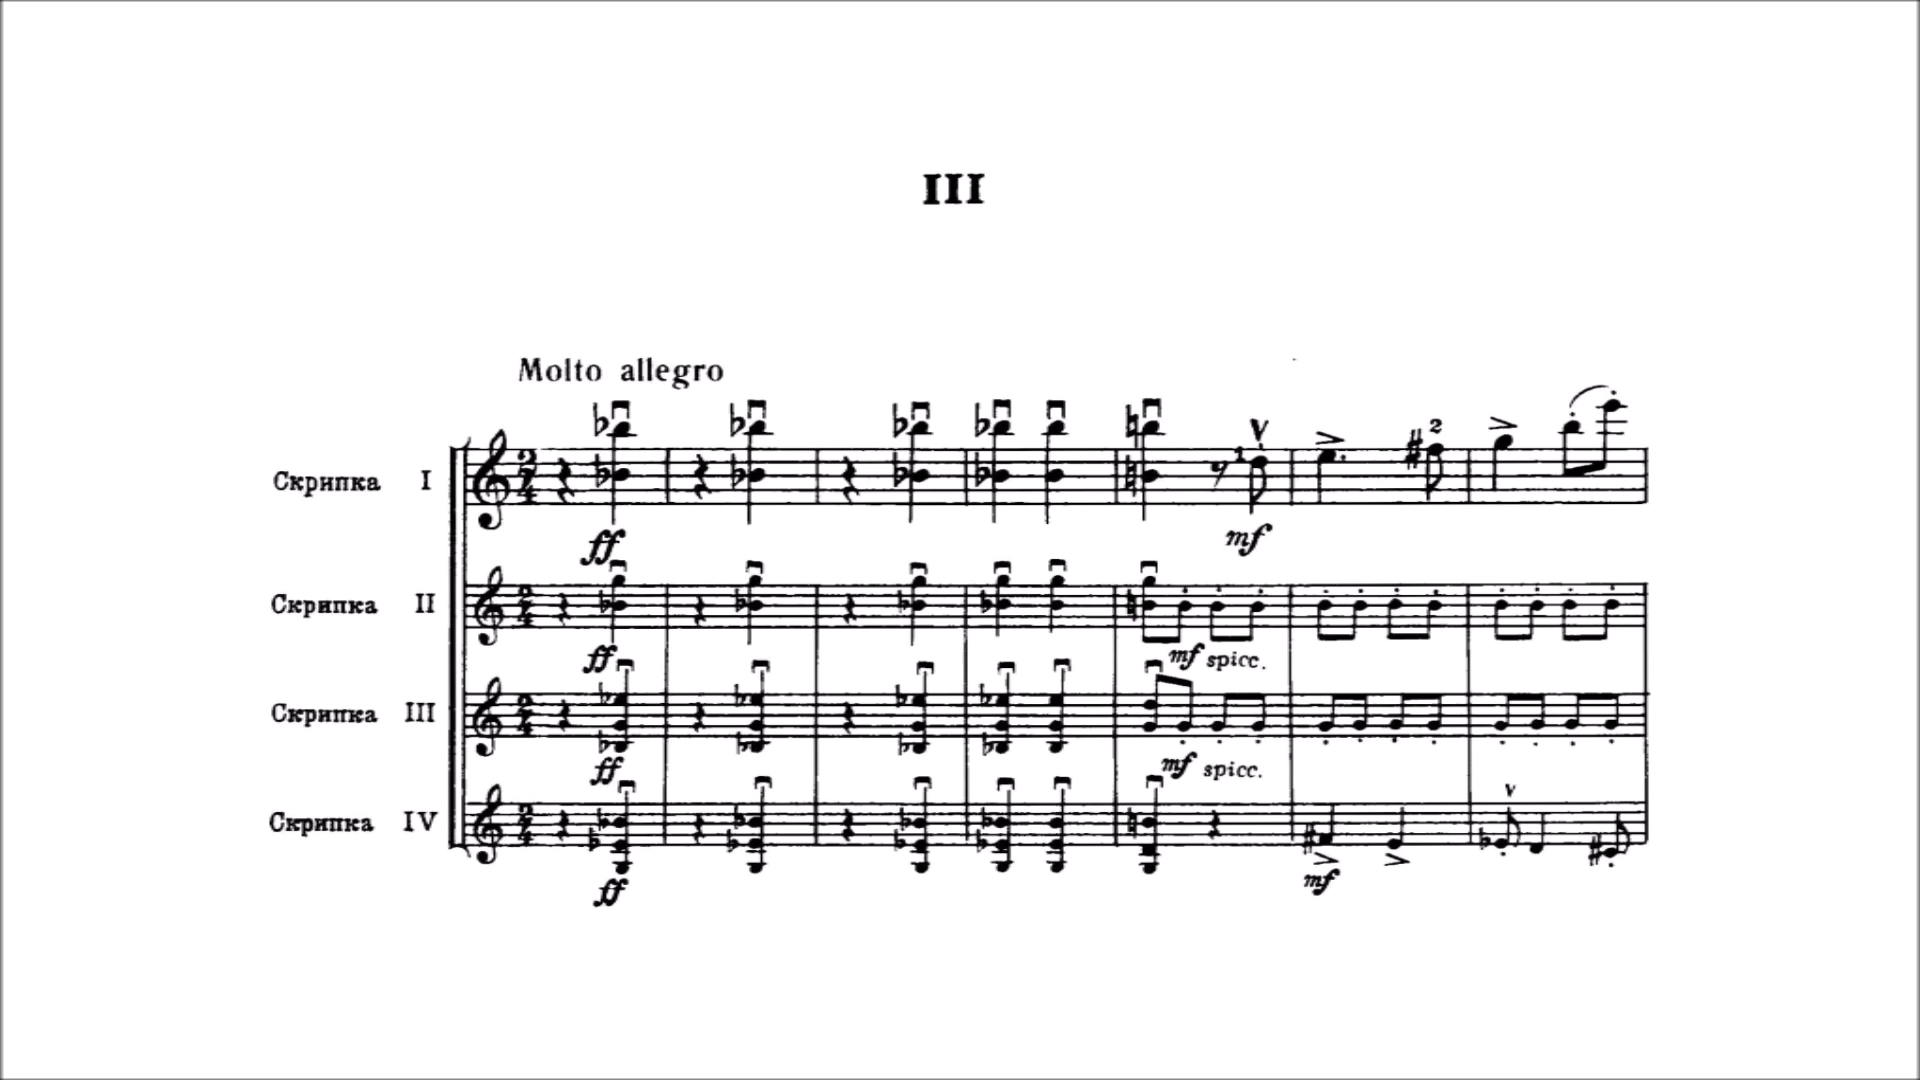 III
Molto allegro
Скрипка I
ff
mf
Скрипка II
ff
mf spicc.
Скрипка III
ff
mf spicc.
Скрипка IV
ff
mf